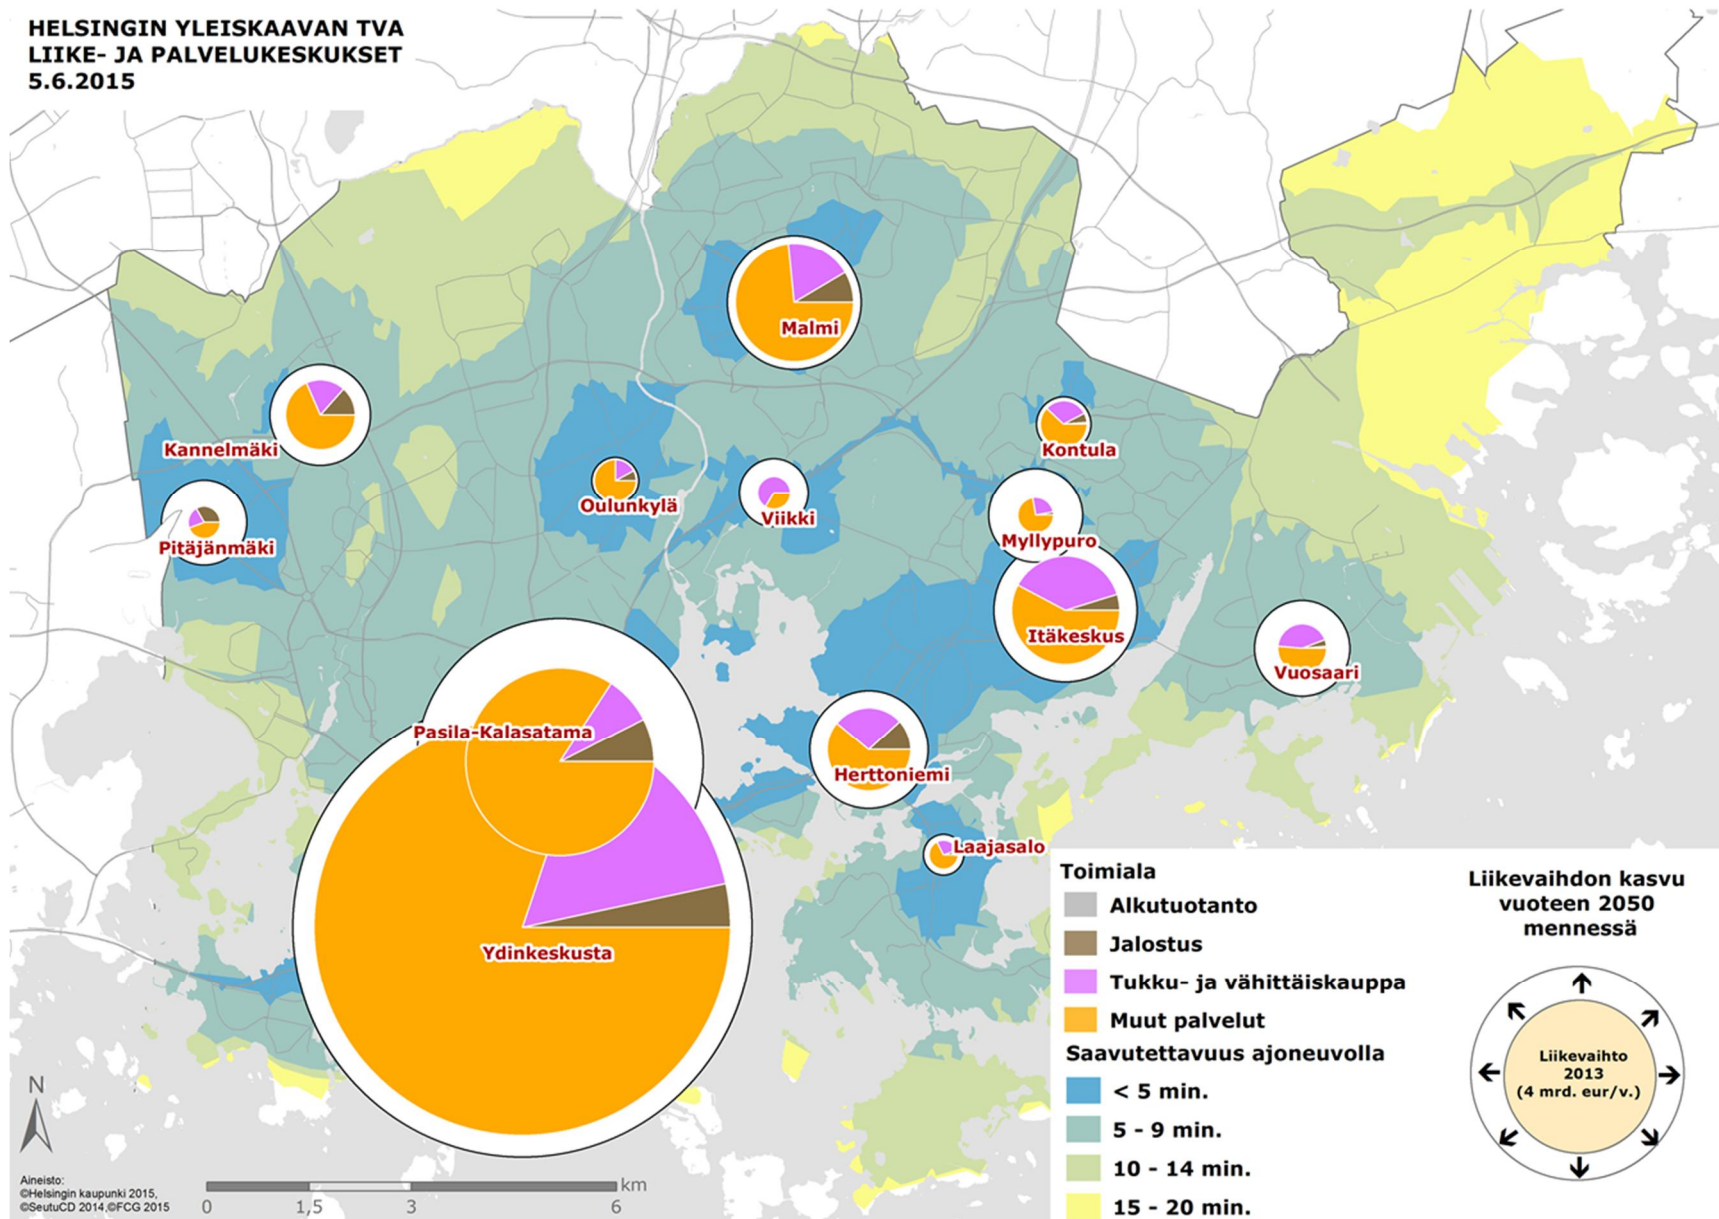 HELSINGIN YLEISKAAVAN TVA
LIIKE- JA PALVELUKESKUKSET
5.6.2015
Malmi
Kannelmäki
Kontula
Oulunkylä
Viikki
Pitäjänmäki
Myllypuro
Itäkeskus
Vuosaari
Pasila-Kalasatama
Herttoniemi
Laajasalo
Ydinkeskusta
Toimiala
Alkutuotanto
Jalostus
Tukku- ja vähittäiskauppa
Muut palvelut
Saavutettavuus ajoneuvolla
< 5 min.
5 - 9 min.
10 - 14 min.
15 - 20 min.
Liikevaihdon kasvu
vuoteen 2050
mennessä
Liikevaihto
2013
(4 mrd. eur/v.)
N
Aineisto:
©Helsingin kaupunki 2015,
©SeutuCD 2014,©FCG 2015
0 1,5 3 6 km